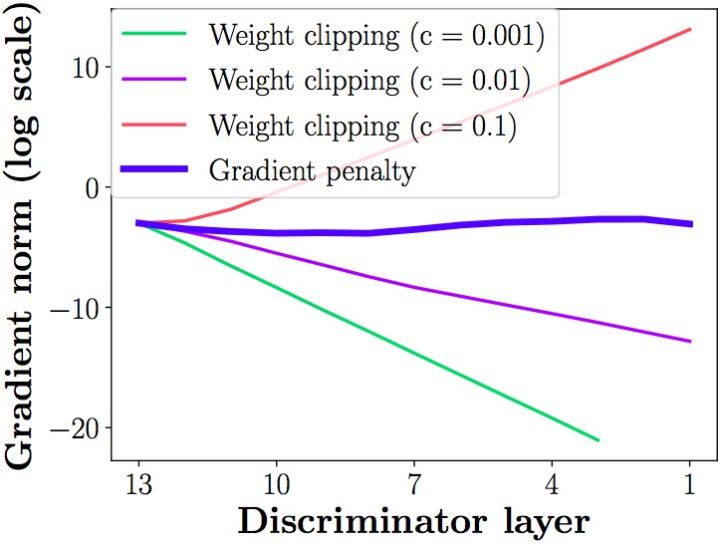 Weight clipping (c = 0.001)
Weight clipping (c = 0.01)
Weight clipping (c = 0.1)
Gradient penalty
Gradient norm (log scale)
10
0
−10
−20
13 10 7 4 1
Discriminator layer